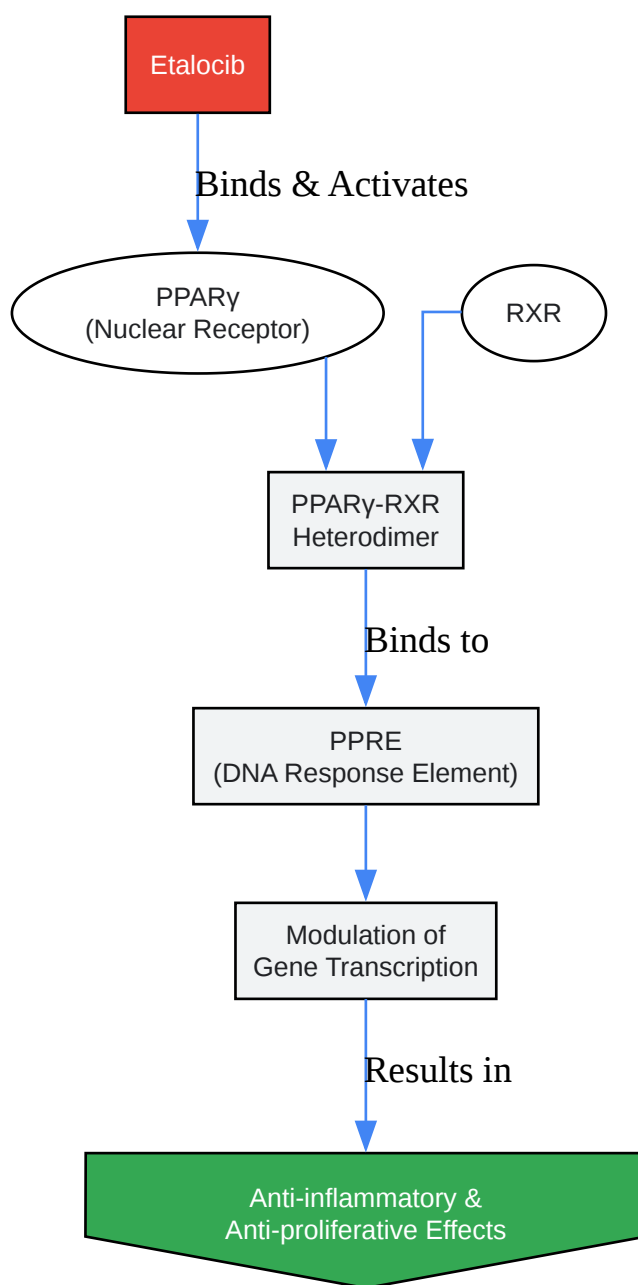 Etalocib
Binds & Activates
PPARγ
(Nuclear Receptor)
RXR
PPARγ-RXR
Heterodimer
Binds to
PPRE
(DNA Response Element)
Modulation of
Gene Transcription
Results in
Anti-inflammatory &
Anti-proliferative Effects